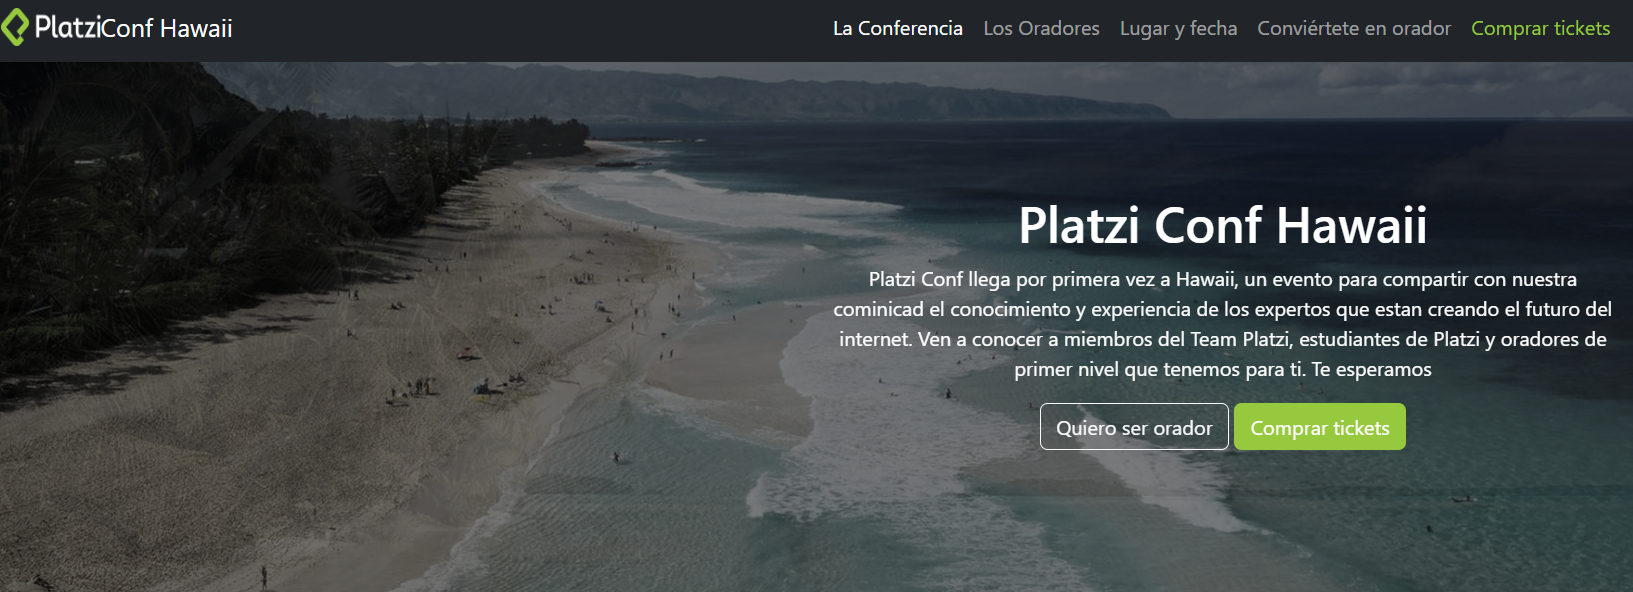 PlatziConf Hawaii
La Conferencia Los Oradores Lugar y fecha Conviértete en orador Comprar tickets
Platzi Conf Hawaii
Platzi Conf llega por primera vez a Hawaii, un evento para compartir con nuestra
cominicad el conocimiento y experiencia de los expertos que estan creando el futuro del
internet. Ven a conocer a miembros del Team Platzi, estudiantes de Platzi y oradores de
primer nivel que tenemos para ti. Te esperamos
Quiero ser orador Comprar tickets